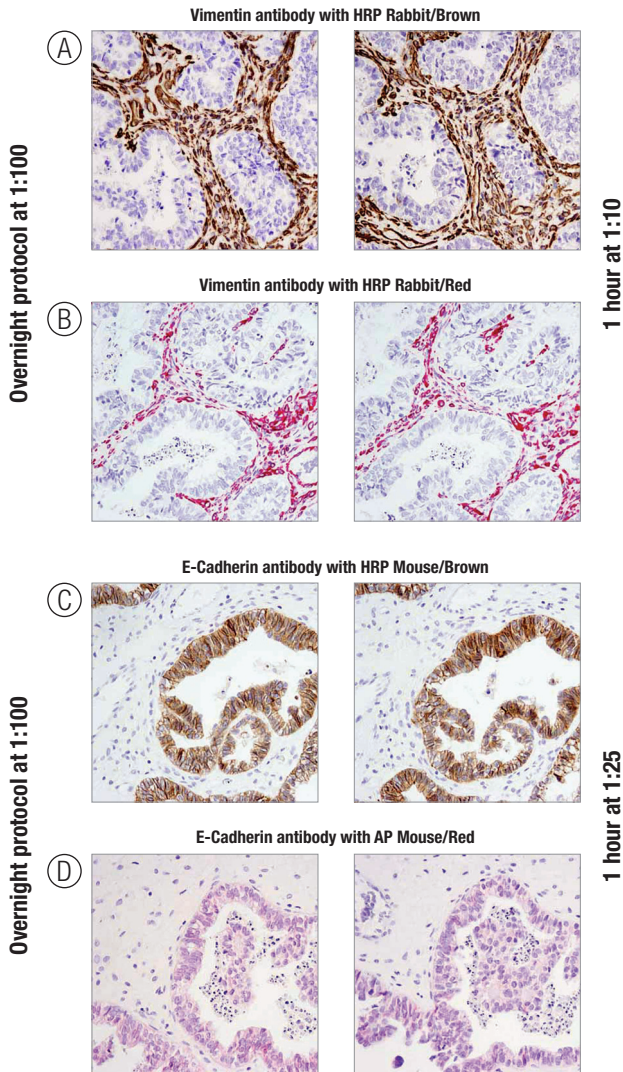 Vimentin antibody with HRP Rabbit/Brown
A
Overnight protocol at 1:100
1 hour at 1:10
Vimentin antibody with HRP Rabbit/Red
B
E-Cadherin antibody with HRP Mouse/Brown
C
Overnight protocol at 1:100
1 hour at 1:25
E-Cadherin antibody with AP Mouse/Red
D